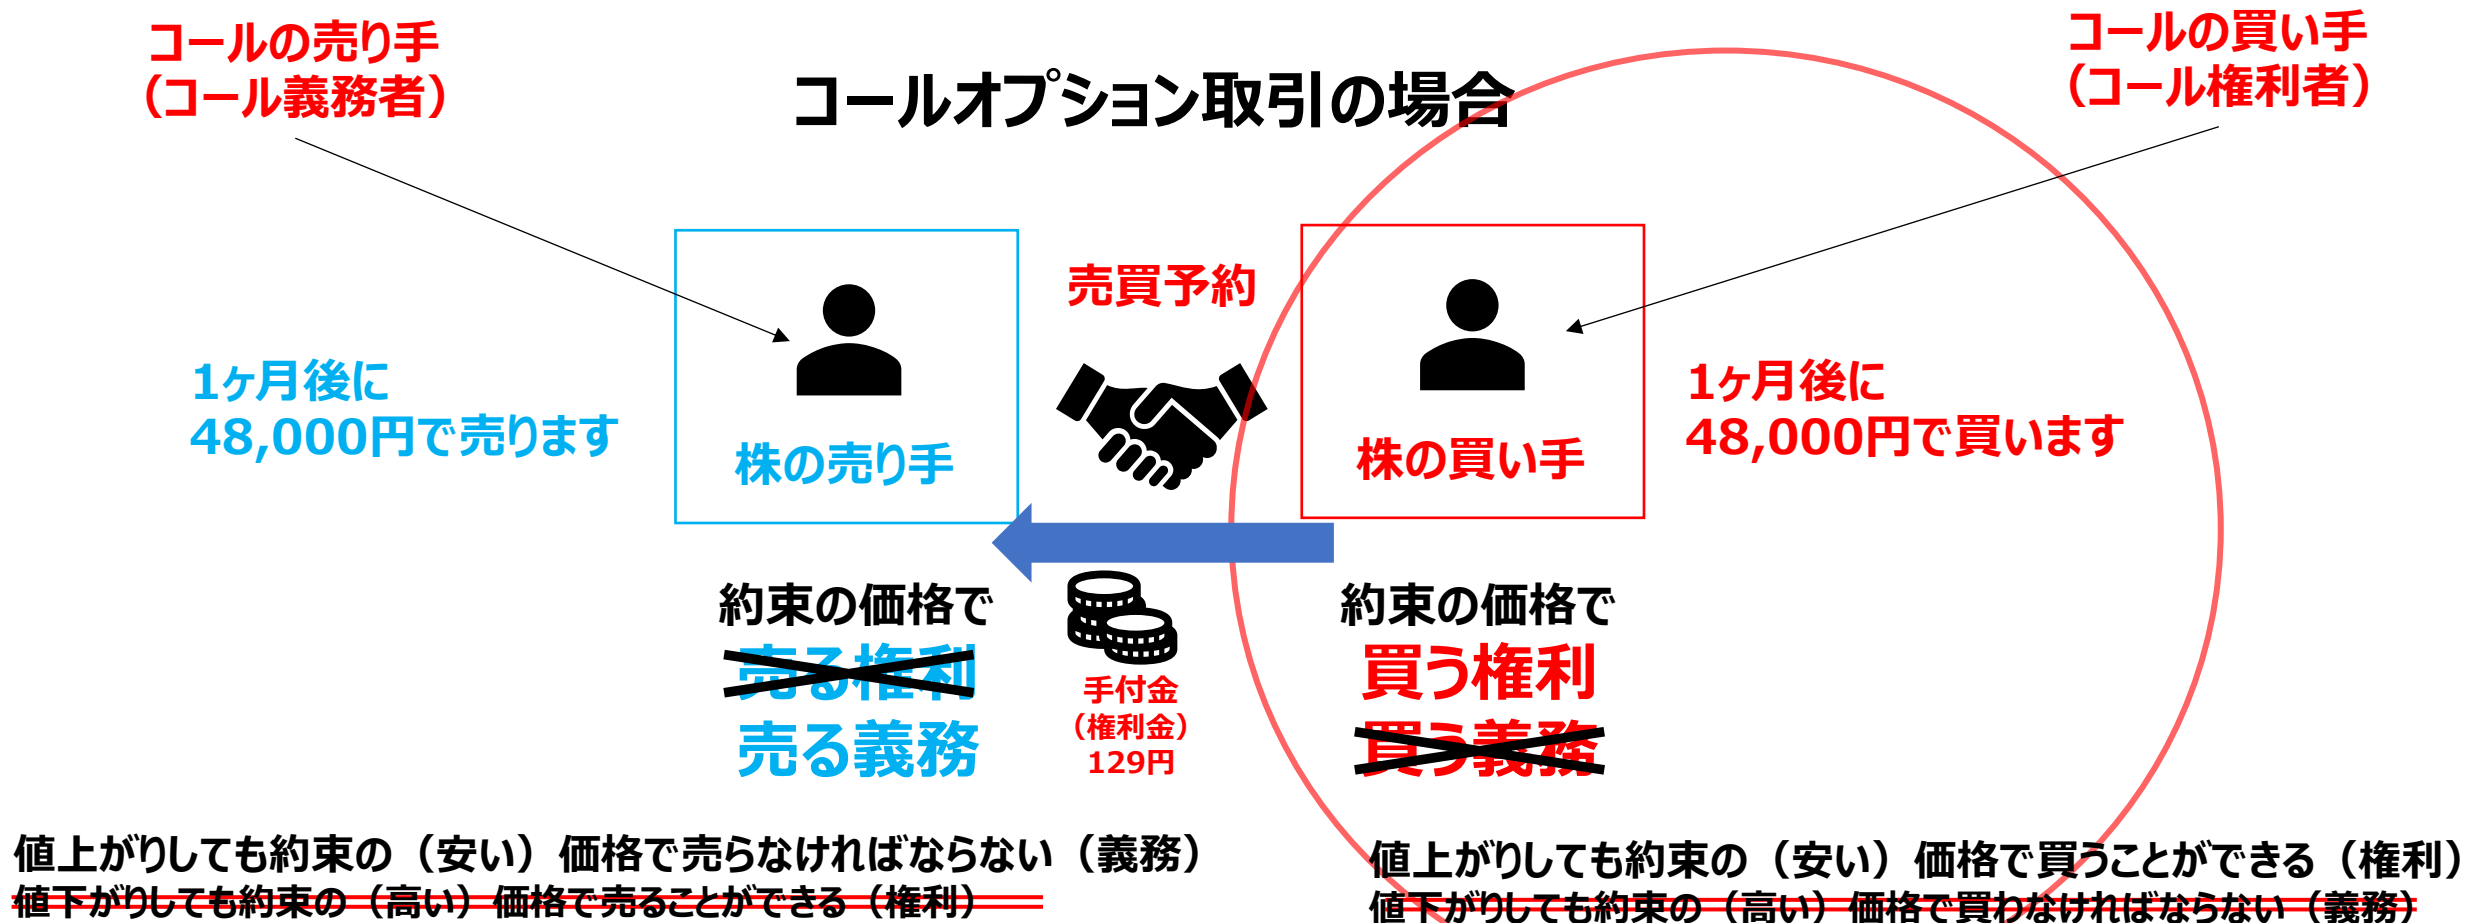 コールの売り手
（コール義務者）
コールオプション取引の場合
コールの買い手
（コール権利者）
売買予約
1ヶ月後に
48,000円で売ります
株の売り手
株の買い手
1ヶ月後に
48,000円で買います
約束の価格で
売る権利
売る義務
手付金
（権利金）
129円
約束の価格で
買う権利
買う義務
値上がりしても約束の（安い）価格で売らなければならない（義務）
値下がりしても約束の（高い）価格で売ることができる（権利）
値上がりしても約束の（安い）価格で買うことができる（権利）
値下がりしても約束の（高い）価格で買わなければならない（義務）